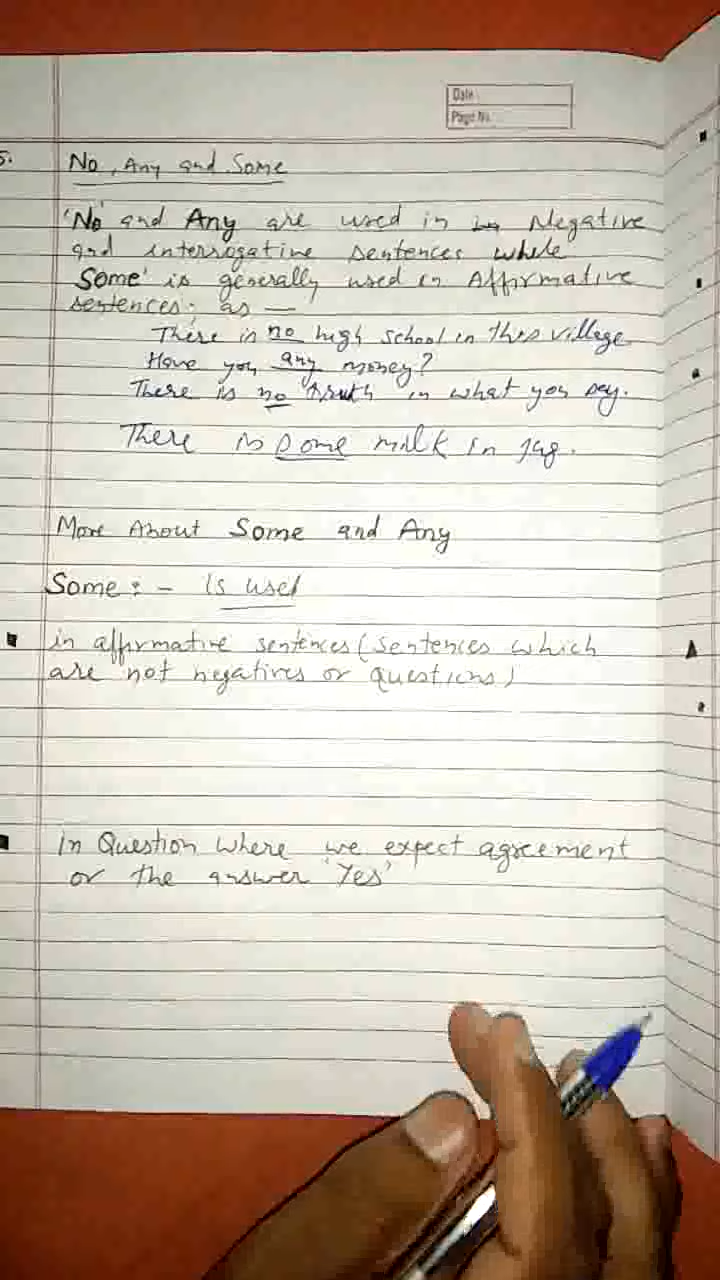 Date
Page No.
5. No, Any and Some
'No' and Any are used in Negative
and interrogative sentences while
Some' is generally used in Affirmative
sentences; as —
There is no high school in this village.
Have you any money?
There is no truth in what you say.
There is some milk in jug.
More About Some and Any
Some: - is used
in affirmative sentences (sentences which
are not negatives or questions)
in Question where we expect agreement
or the answer 'Yes'